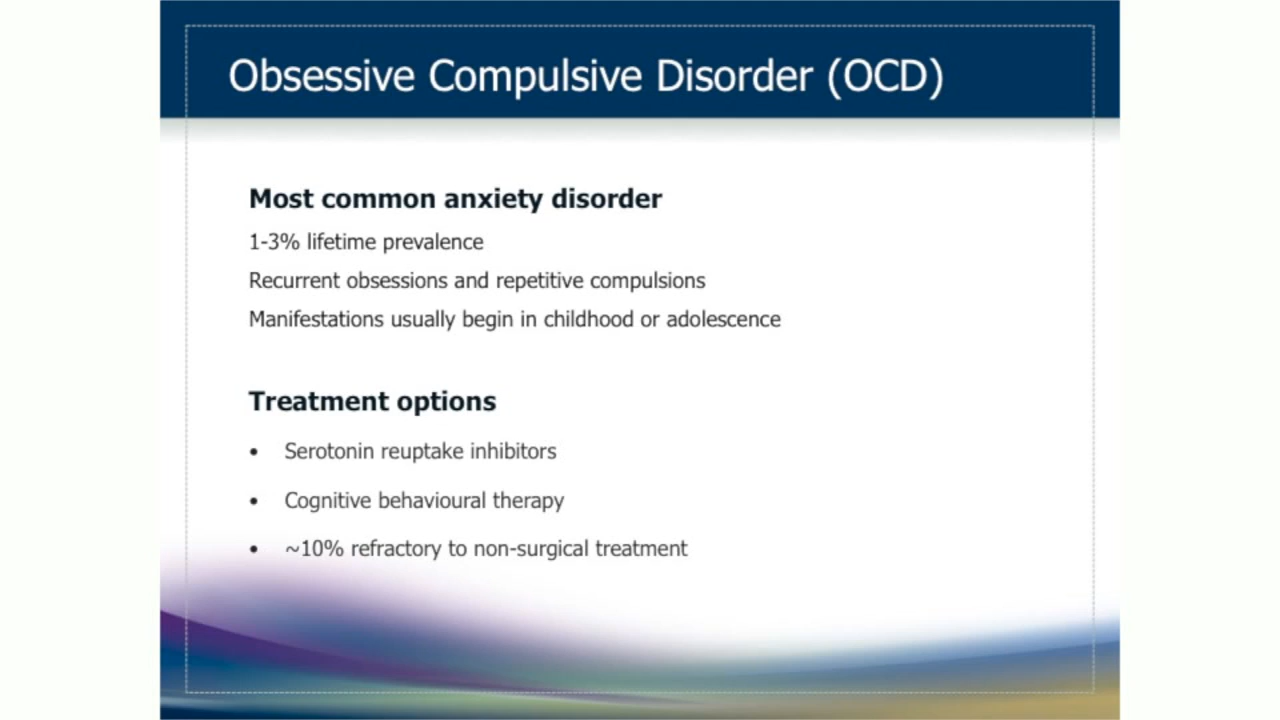 Obsessive Compulsive Disorder (OCD)
Most common anxiety disorder
1-3% lifetime prevalence
Recurrent obsessions and repetitive compulsions
Manifestations usually begin in childhood or adolescence
Treatment options
• Serotonin reuptake inhibitors
• Cognitive behavioural therapy
• ~10% refractory to non-surgical treatment